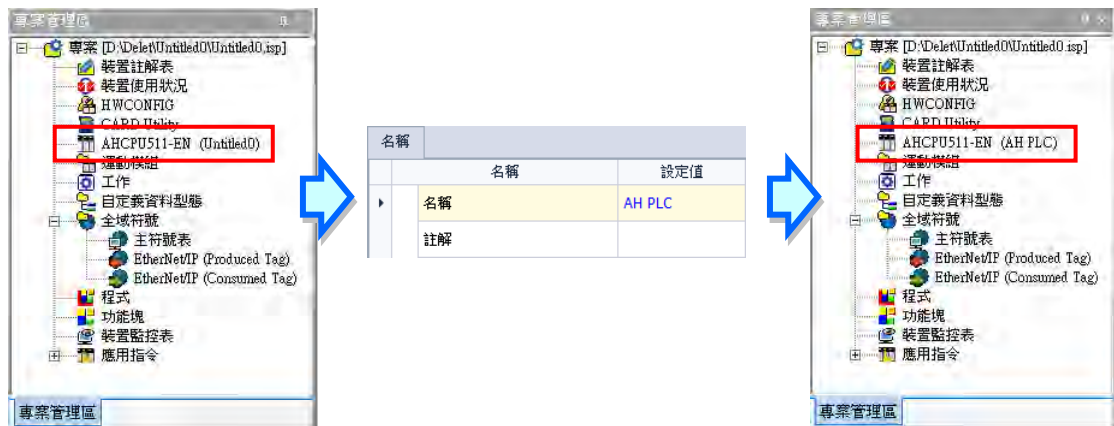 專案管理區
專案 [D:\Delet\Untitled0\Untitled0.isp]
裝置註解表
裝置使用狀況
HWCONFIG
CARD Utility
AHCPU511-EN (Untitled0)
運動模組
工作
自定義資料型態
全域符號
主符號表
EtherNet/IP (Produced Tag)
EtherNet/IP (Consumed Tag)
程式
功能塊
裝置監控表
應用指令
專案管理區
名稱
名稱 設定值
名稱 AH PLC
註解
專案管理區
專案 [D:\Delet\Untitled0\Untitled0.isp]
裝置註解表
裝置使用狀況
HWCONFIG
CARD Utility
AHCPU511-EN (AH PLC)
運動模組
工作
自定義資料型態
全域符號
主符號表
EtherNet/IP (Produced Tag)
EtherNet/IP (Consumed Tag)
程式
功能塊
裝置監控表
應用指令
專案管理區